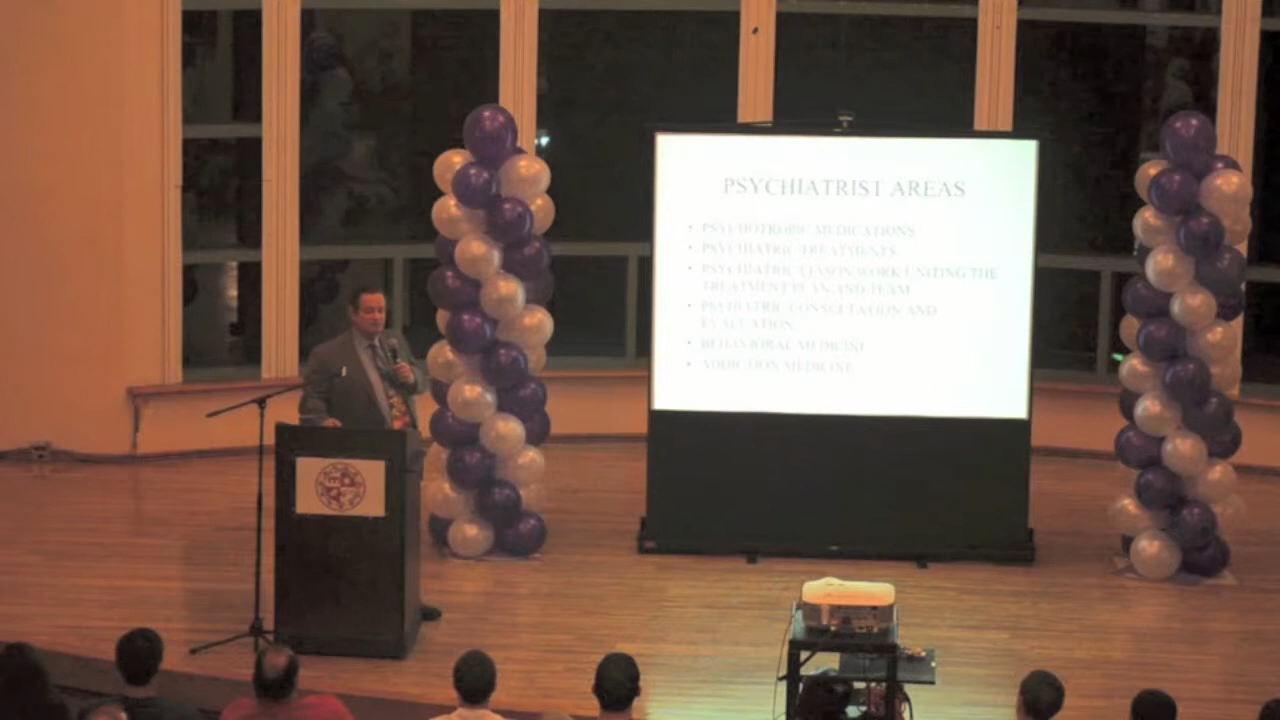 PSYCHIATRIST AREAS
• PSYCHOTROPIC MEDICATIONS
• PSYCHIATRIC TREATMENTS
• PSYCHIATRIC LIASON WORK UNITING THE
TREATMENT PLAN AND TEAM
• PSYCHIATRIC CONSULTATION AND
EVALUATION
• BEHAVIORAL MEDICINE
• ADDICTION MEDICINE